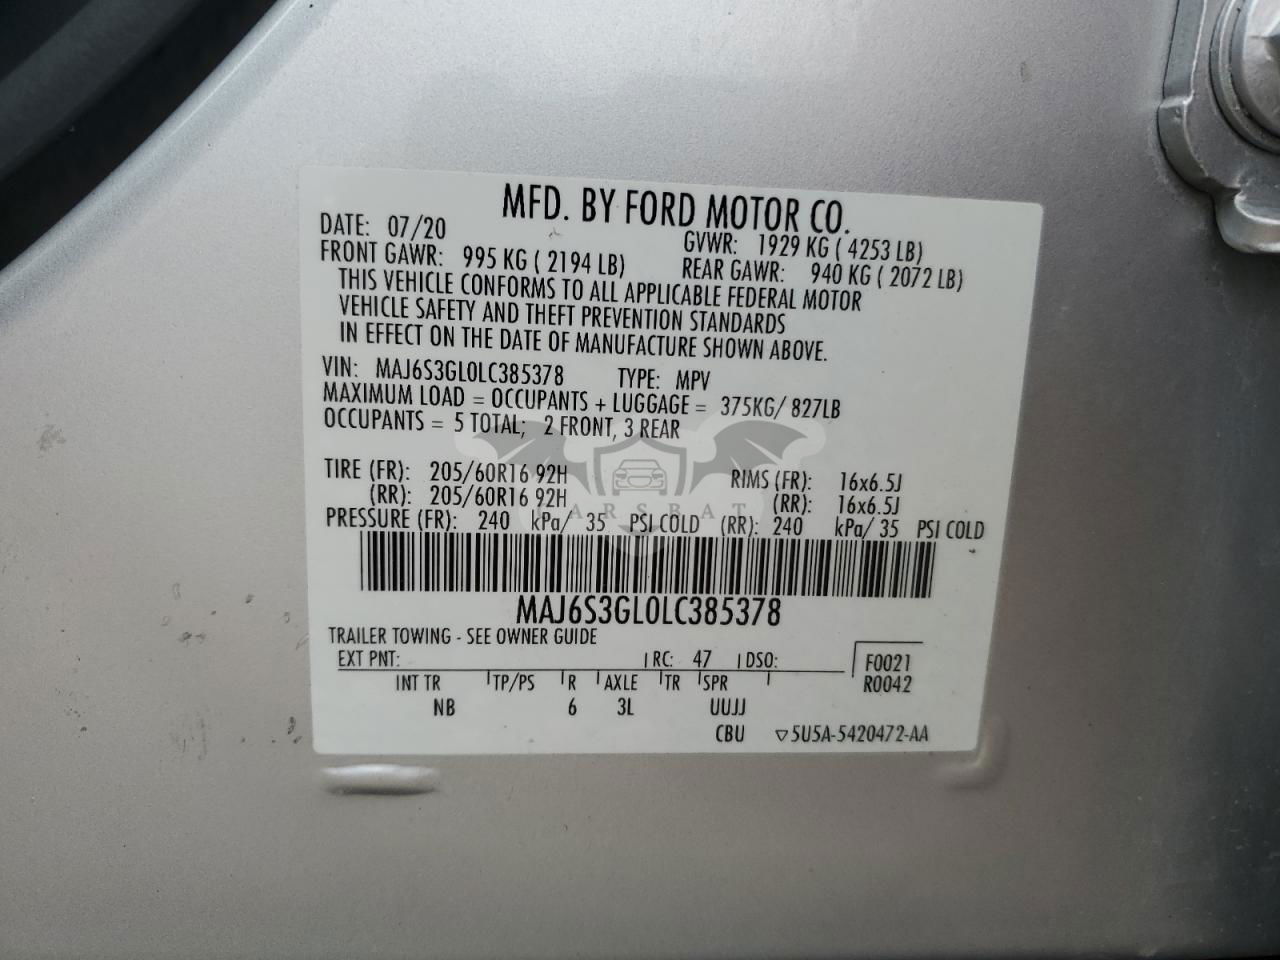 MFD. BY FORD MOTOR CO.
DATE: 07/20 GVWR: 1929 KG ( 4253 LB)
FRONT GAWR: 995 KG ( 2194 LB) REAR GAWR: 940 KG ( 2072 LB)
THIS VEHICLE CONFORMS TO ALL APPLICABLE FEDERAL MOTOR
VEHICLE SAFETY AND THEFT PREVENTION STANDARDS
IN EFFECT ON THE DATE OF MANUFACTURE SHOWN ABOVE.
VIN: MAJ6S3GL0LC385378 TYPE: MPV
MAXIMUM LOAD = OCCUPANTS + LUGGAGE = 375KG/ 827LB
OCCUPANTS = 5 TOTAL; 2 FRONT, 3 REAR
TIRE (FR): 205/60R16 92H RIMS (FR): 16x6.5J
(RR): 205/60R16 92H (RR): 16x6.5J
CARSBAT
PRESSURE (FR): 240 kPa/ 35 PSI COLD (RR): 240 kPa/ 35 PSI COLD
MAJ6S3GL0LC385378
TRAILER TOWING - SEE OWNER GUIDE
EXT PNT: RC: 47 DSO: F0021
INT TR TP/PS R AXLE TR SPR R0042
NB 6 3L UUJJ
CBU ▽5U5A-5420472-AA